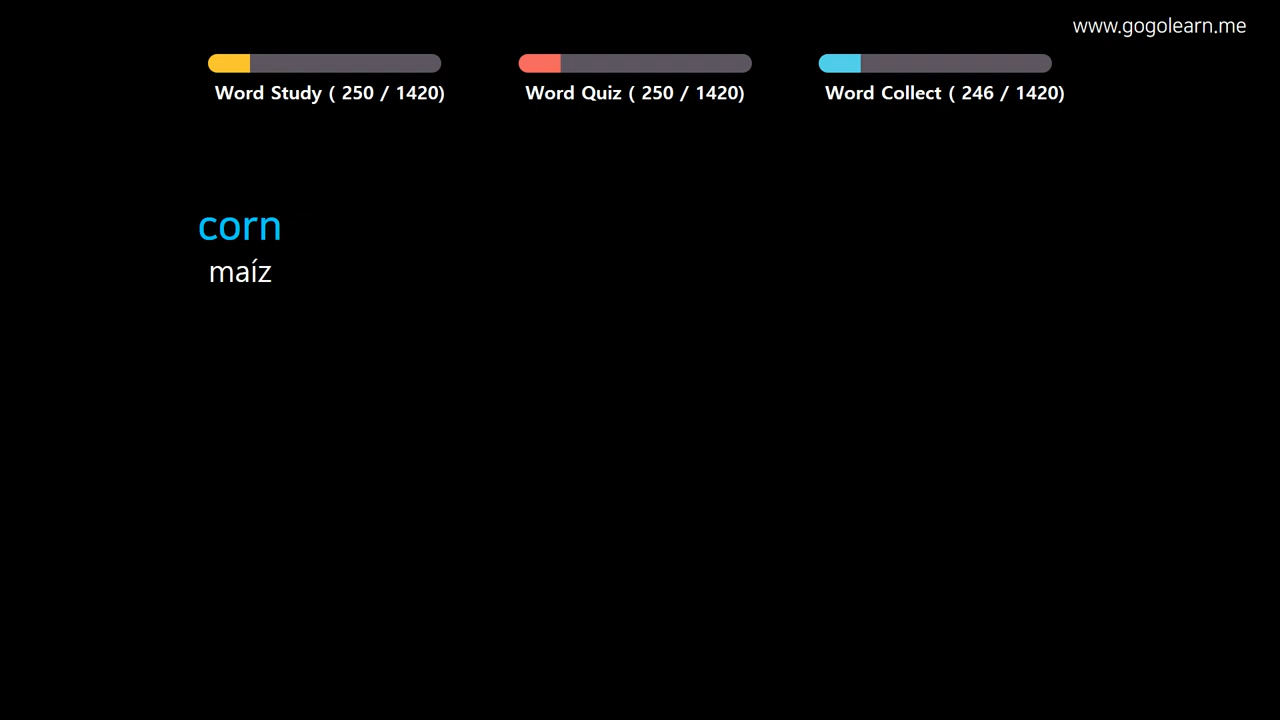 www.gogolearn.me
Word Study ( 250 / 1420)
Word Quiz ( 250 / 1420)
Word Collect ( 246 / 1420)
corn
maíz